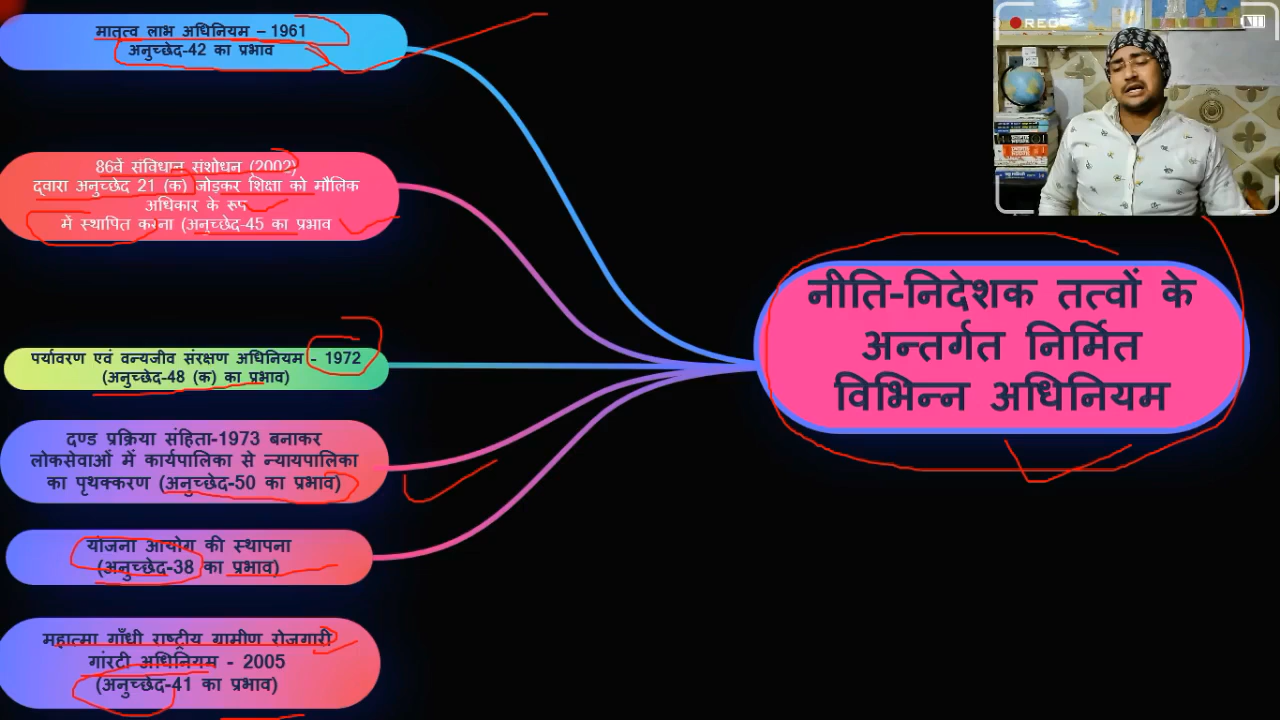 मातृत्व लाभ अधिनियम – 1961
अनुच्छेद-42 का प्रभाव
86वें संविधान संशोधन (2002)
द्वारा अनुच्छेद 21 (क) जोड़कर शिक्षा को मौलिक
अधिकार के रूप
में स्थापित करना (अनुच्छेद-45 का प्रभाव
पर्यावरण एवं वन्यजीव संरक्षण अधिनियम - 1972
(अनुच्छेद-48 (क) का प्रभाव)
दण्ड प्रक्रिया संहिता-1973 बनाकर
लोकसेवाओं में कार्यपालिका से न्यायपालिका
का पृथक्करण (अनुच्छेद-50 का प्रभाव)
योजना आयोग की स्थापना
(अनुच्छेद-38 का प्रभाव)
महात्मा गाँधी राष्ट्रीय ग्रामीण रोजगारी
गांरटी अधिनियम - 2005
(अनुच्छेद-41 का प्रभाव)
नीति-निदेशक तत्वों के
अन्तर्गत निर्मित
विभिन्न अधिनियम
REC